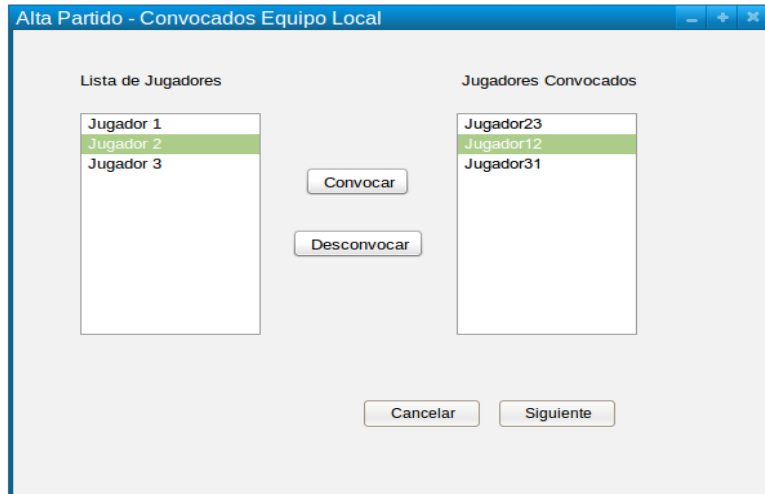 Alta Partido - Convocados Equipo Local
Lista de Jugadores
Jugadores Convocados
Jugador 1
Jugador 2
Jugador 3
Jugador23
Jugador12
Jugador31
Convocar
Desconvocar
Cancelar
Siguiente